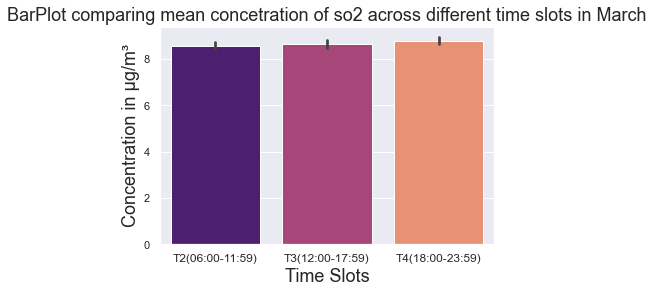 BarPlot comparing mean concetration of so2 across different time slots in March
Concentration in µg/m³
8
6
4
2
0
T2(06:00-11:59) T3(12:00-17:59) T4(18:00-23:59)
Time Slots